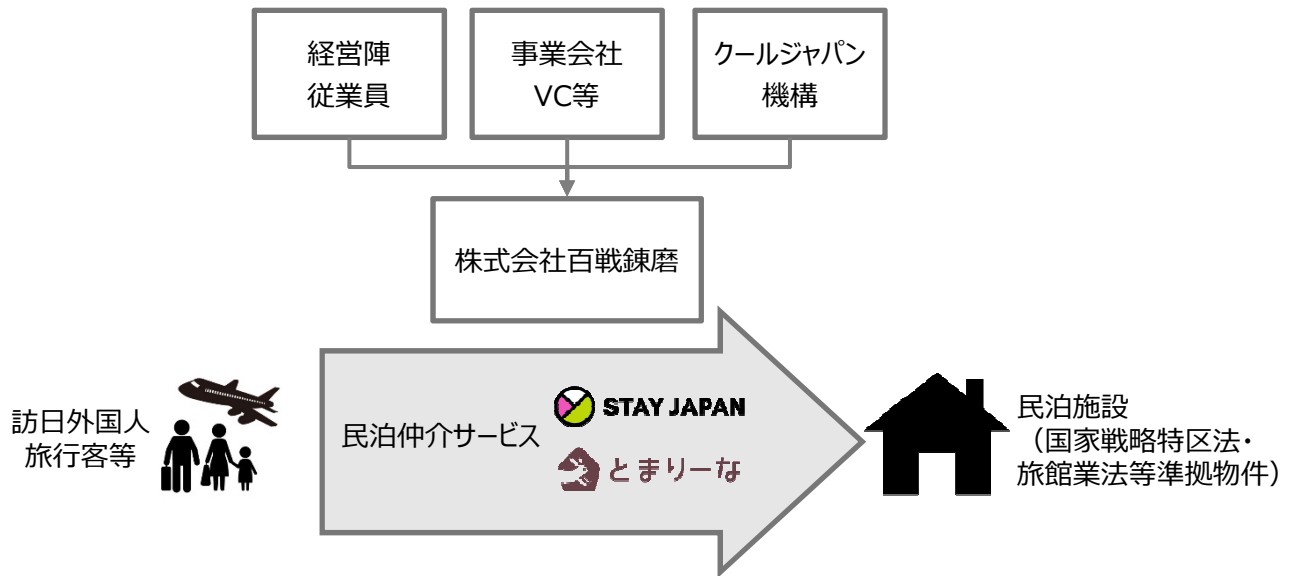 経営陣
従業員
事業会社
VC等
クールジャパン
機構
株式会社百戦錬磨
訪日外国人
旅行客等
民泊仲介サービス
STAY JAPAN
とまりーな
民泊施設
（国家戦略特区法・
旅館業法等準拠物件）